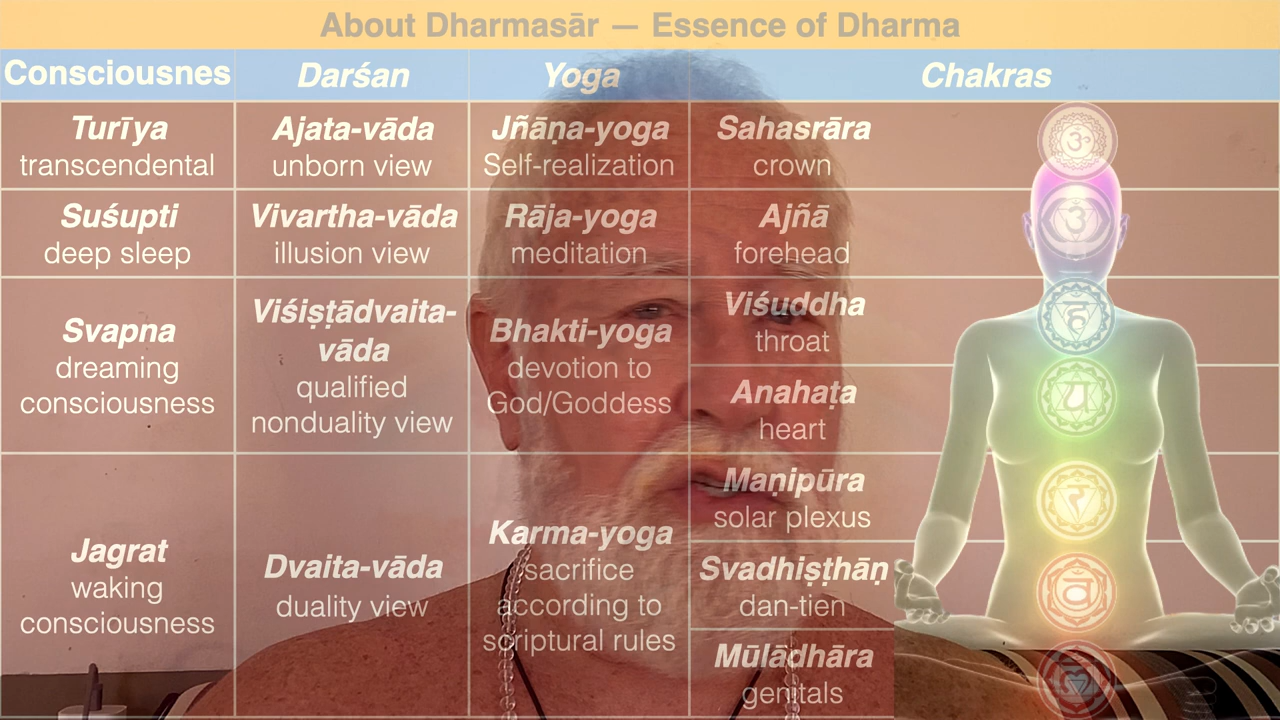 About Dharmasār — Essence of Dharma
Consciousnes
Darśan
Yoga
Chakras
Turīya
transcendental
Ajata-vāda
unborn view
Jñāṇa-yoga
Self-realization
Sahasrāra
crown
Suśupti
deep sleep
Vivartha-vāda
illusion view
Rāja-yoga
meditation
Ajñā
forehead
Svapna
dreaming
consciousness
Viśiṣṭādvaita-
vāda
qualified
nonduality view
Bhakti-yoga
devotion to
God/Goddess
Viśuddha
throat
Anahaṭa
heart
Jagrat
waking
consciousness
Dvaita-vāda
duality view
Karma-yoga
sacrifice
according to
scriptural rules
Maṇipūra
solar plexus
Svadhiṣṭhāṇ
dan-tien
Mūlādhāra
genitals